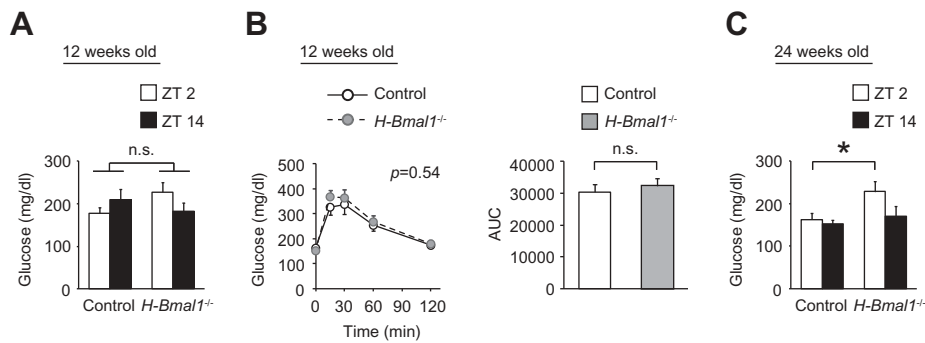 A
12 weeks old
ZT 2
ZT 14
n.s.
300
200
100
0
Glucose (mg/dl)
Control H-Bmal1-/-
B
12 weeks old
Control
H-Bmal1-/-
p=0.54
500
400
300
200
100
0
Glucose (mg/dl)
0 30 60 90 120
Time (min)
Control
H-Bmal1-/-
n.s.
40000
30000
20000
10000
0
AUC
C
24 weeks old
ZT 2
ZT 14
*
300
200
100
0
Glucose (mg/dl)
Control H-Bmal1-/-